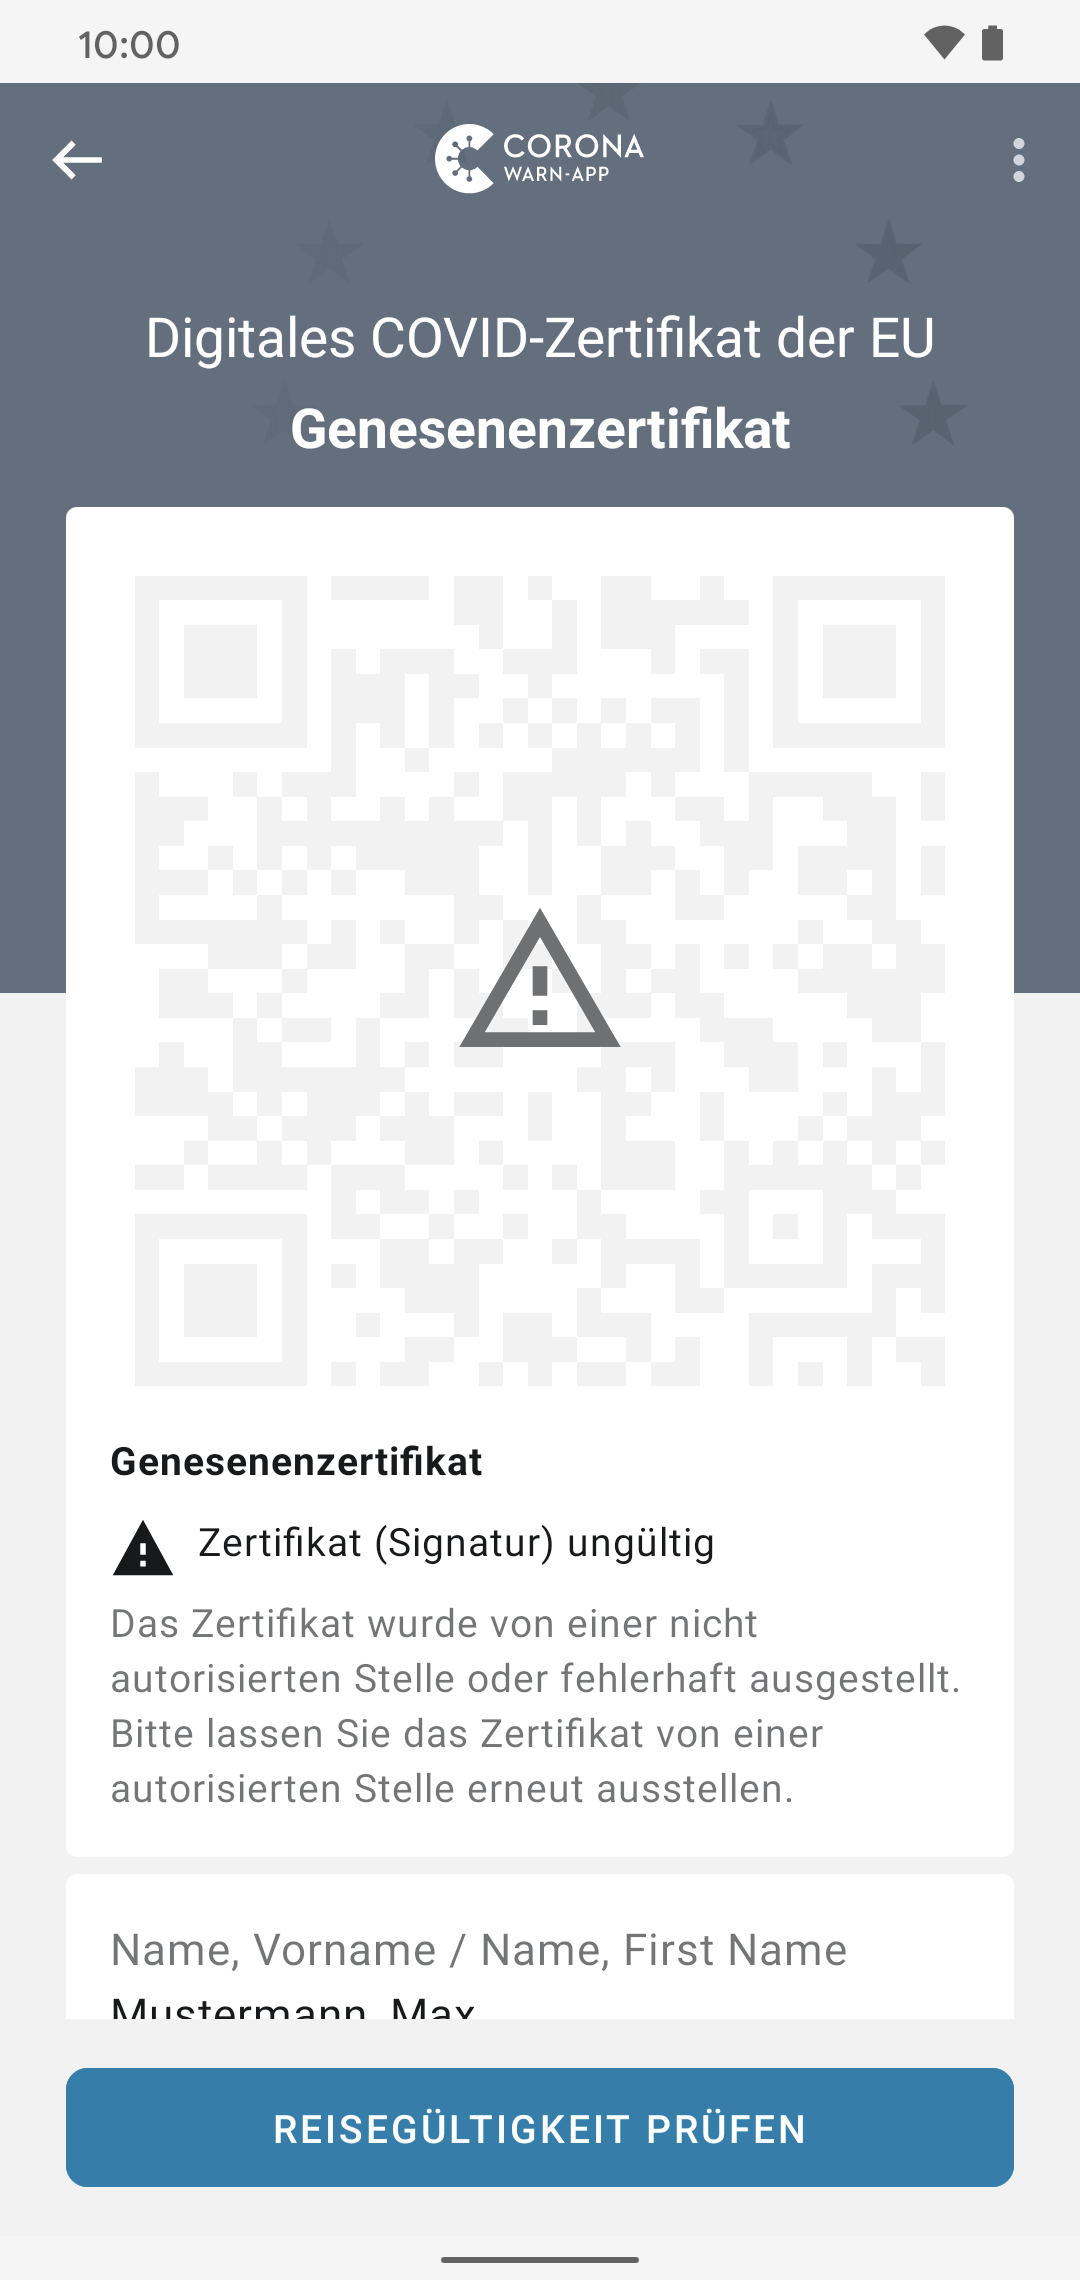 10:00
CORONA
WARN-APP
Digitales COVID-Zertifikat der EU
Genesenenzertifikat
Genesenenzertifikat
Zertifikat (Signatur) ungültig
Das Zertifikat wurde von einer nicht
autorisierten Stelle oder fehlerhaft ausgestellt.
Bitte lassen Sie das Zertifikat von einer
autorisierten Stelle erneut ausstellen.
Name, Vorname / Name, First Name
Mustermann, Max
REISEGÜLTIGKEIT PRÜFEN